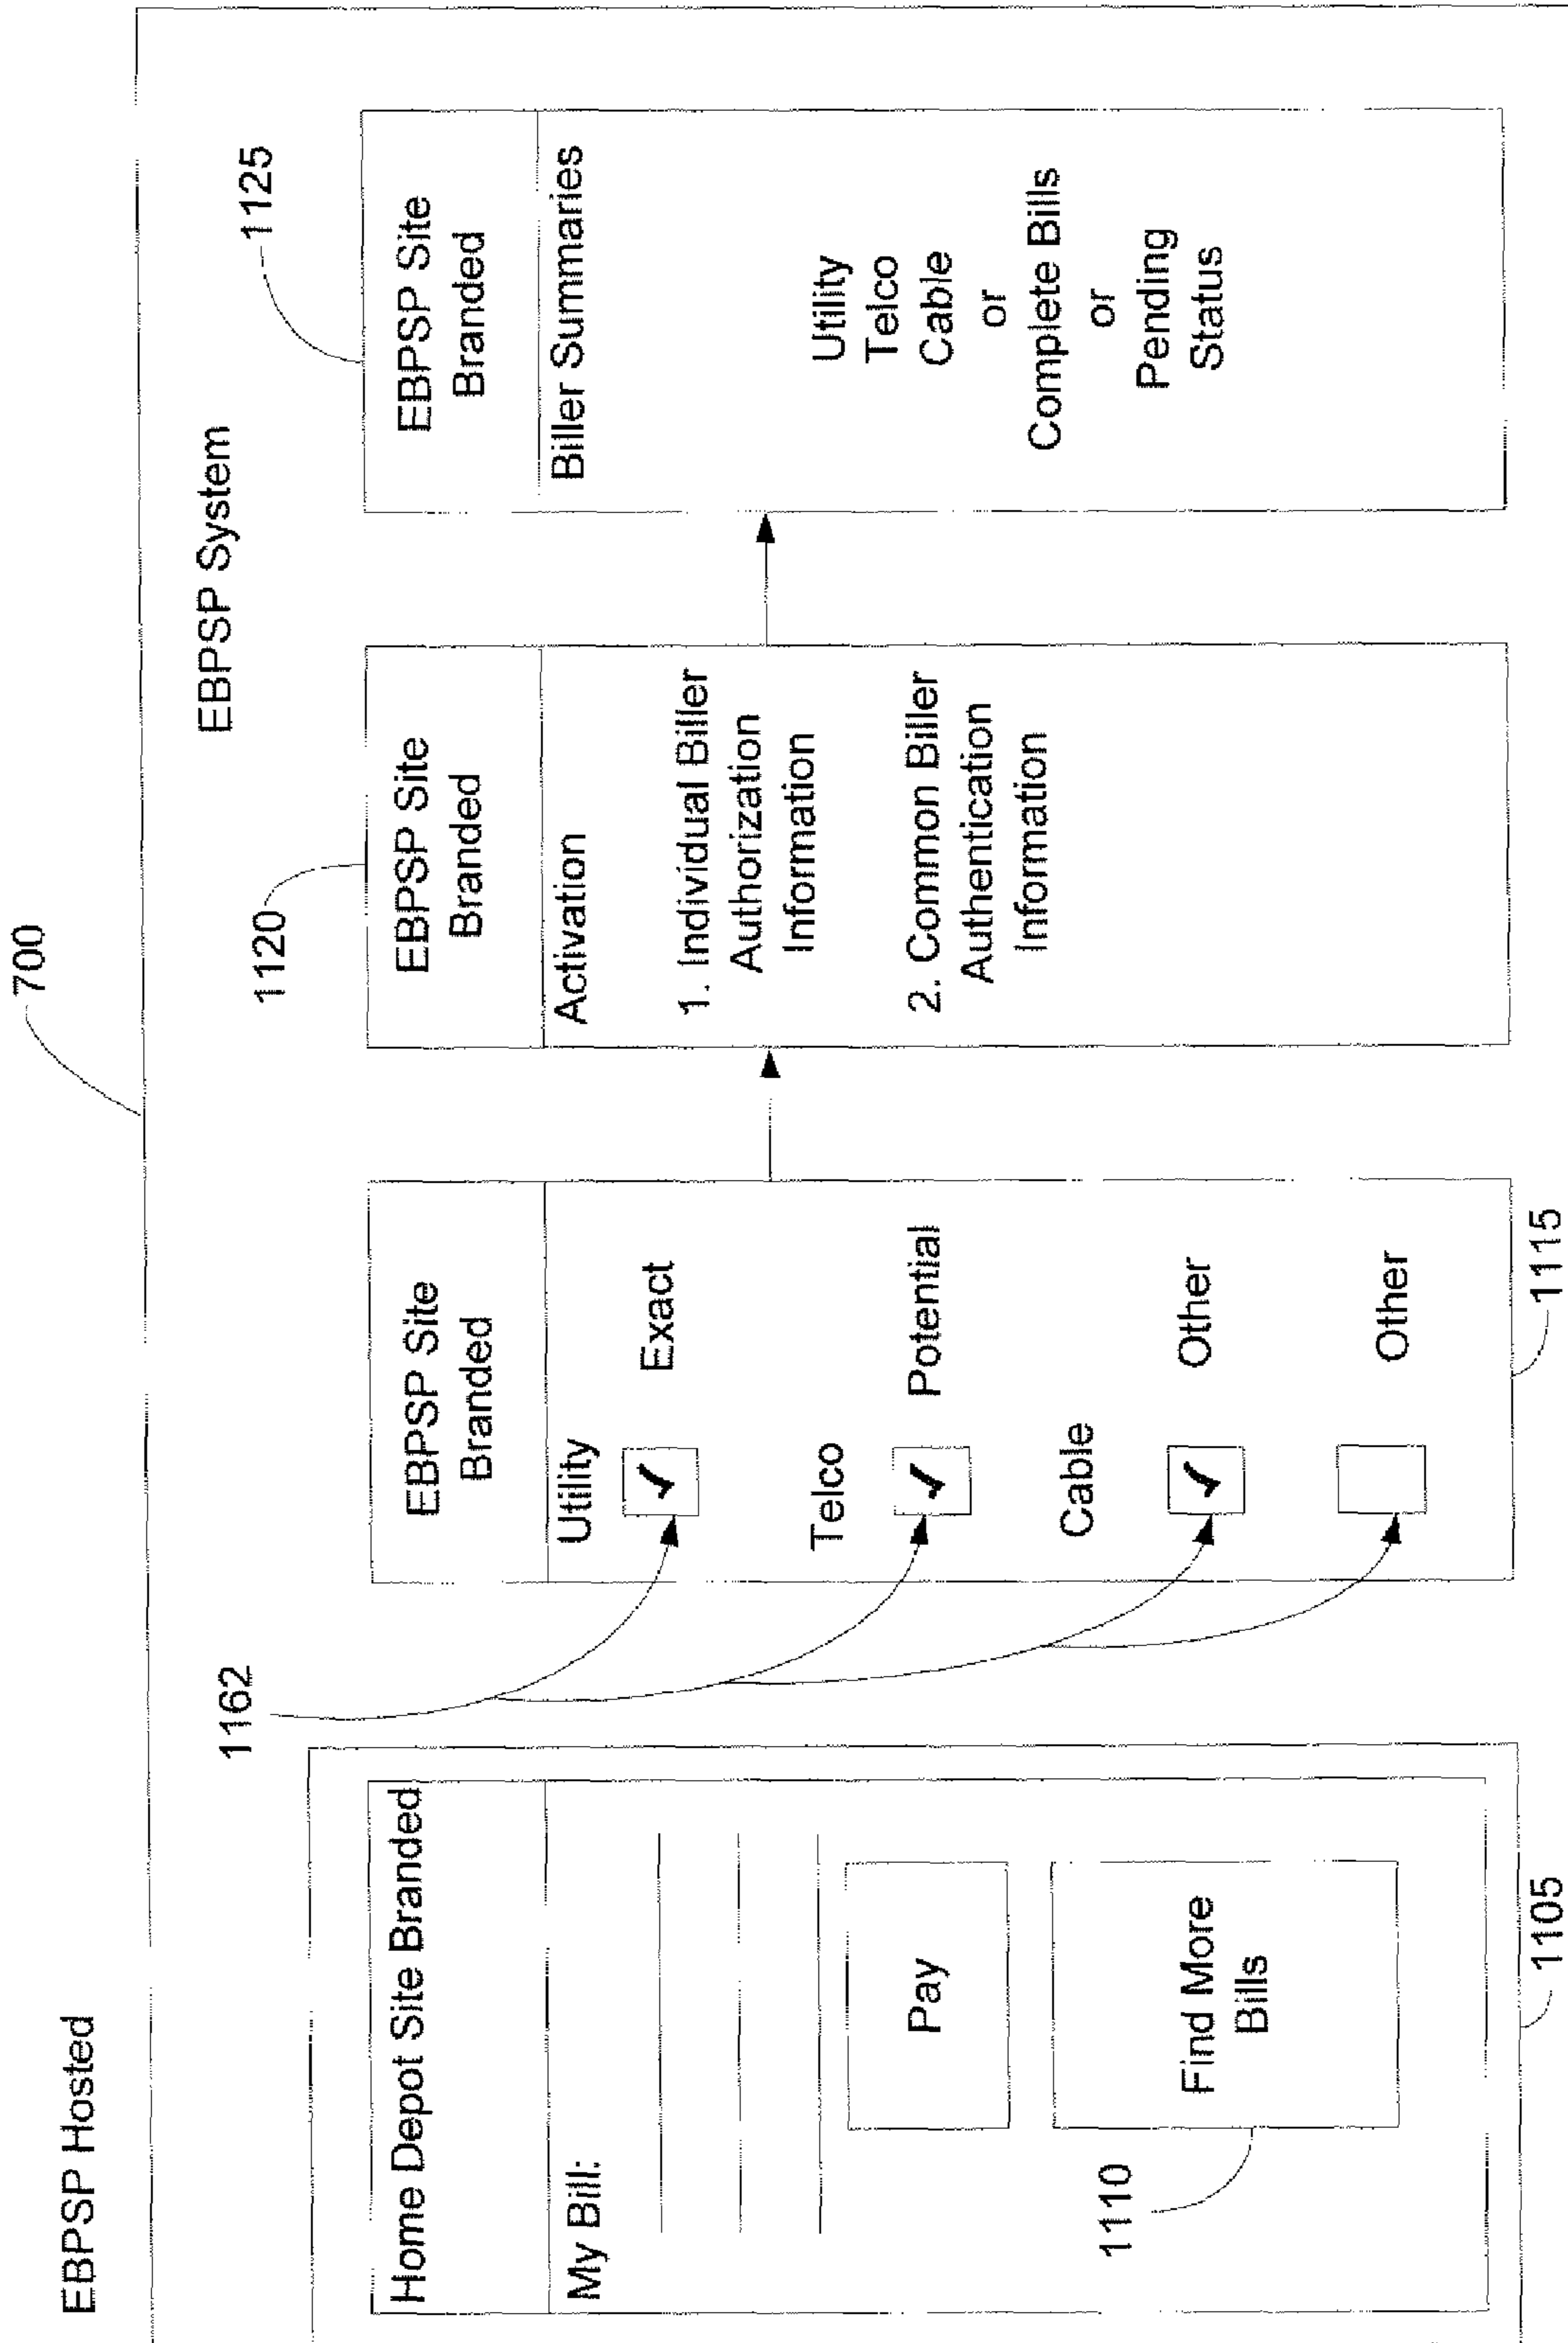 EBPSP Hosted
700
EBPSP System
1162
1120
1125
Home Depot Site Branded
My Bill:
Pay
Find More
Bills
1110
1105
EBPSP Site
Branded
Utility
Exact
Telco
Potential
Cable
Other
Other
1115
EBPSP Site
Branded
Activation
1. Individual Biller
Authorization
Information
2. Common Biller
Authentication
Information
EBPSP Site
Branded
Biller Summaries
Utility
Telco
Cable
or
Complete Bills
or
Pending
Status